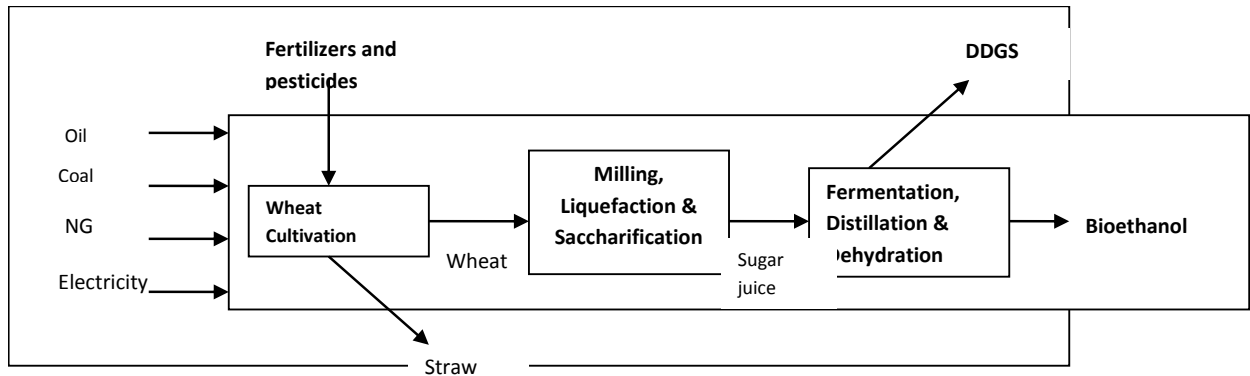 Fertilizers and
pesticides
DDGS
Oil
Coal
NG
Electricity
Wheat
Cultivation
Wheat
Milling,
Liquefaction &
Saccharification
Sugar
juice
Fermentation,
Distillation &
Dehydration
Bioethanol
Straw